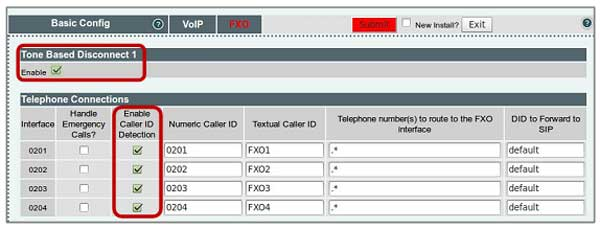 Basic Config ? VoIP FXO Submit New Install? Exit ?
Tone Based Disconnect 1
Enable
Telephone Connections
Interface Handle Emergency Calls? Enable Caller ID Detection Numeric Caller ID Textual Caller ID Telephone number(s) to route to the FXO interface DID to Forward to SIP
0201 0201 FXO1 .* default
0202 0202 FXO2 .* default
0203 0203 FXO3 .* default
0204 0204 FXO4 .* default